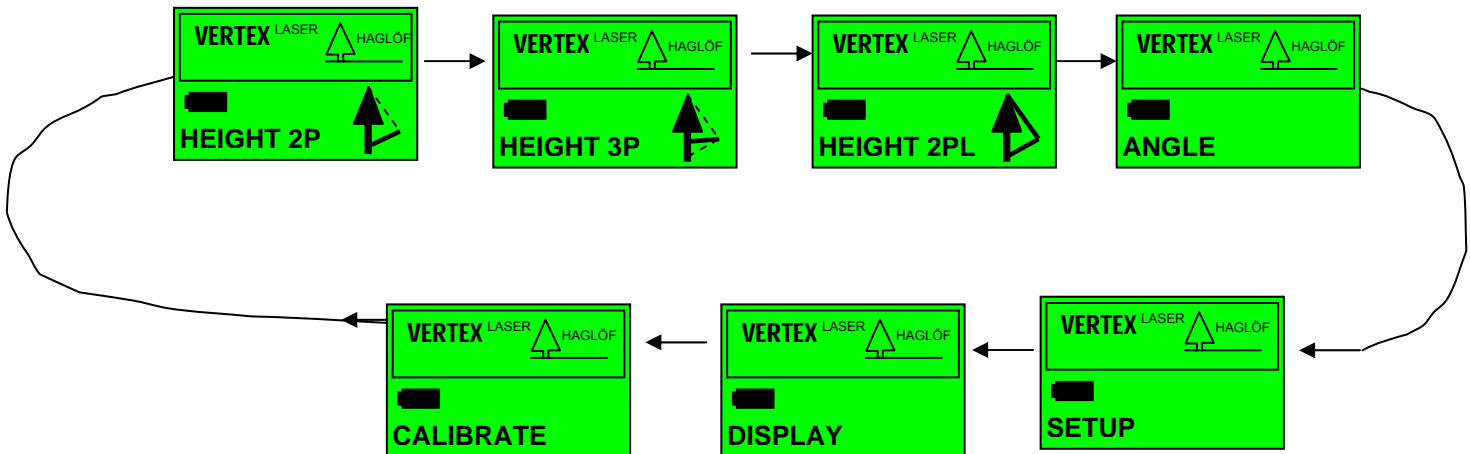 VERTEX LASER HAGLÖF
HEIGHT 2P
VERTEX LASER HAGLÖF
HEIGHT 3P
VERTEX LASER HAGLÖF
HEIGHT 2PL
VERTEX LASER HAGLÖF
ANGLE
VERTEX LASER HAGLÖF
CALIBRATE
VERTEX LASER HAGLÖF
DISPLAY
VERTEX LASER HAGLÖF
SETUP